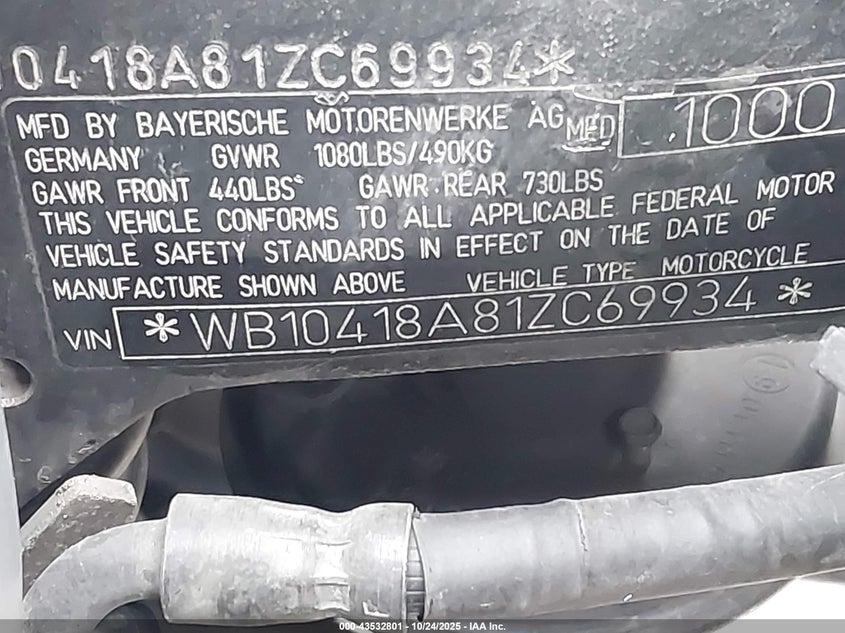 0418A81ZC69934*
MFD BY BAYERISCHE MOTORENWERKE AG MFD 1000
GERMANY GVWR 1080LBS/490KG
GAWR FRONT 440LBS GAWR REAR 730LBS
THIS VEHICLE CONFORMS TO ALL APPLICABLE FEDERAL MOTOR
VEHICLE SAFETY STANDARDS IN EFFECT ON THE DATE OF
MANUFACTURE SHOWN ABOVE VEHICLE TYPE MOTORCYCLE
VIN *WB10418A81ZC69934*
000-43532801 - 10/24/2025 - IAA Inc.